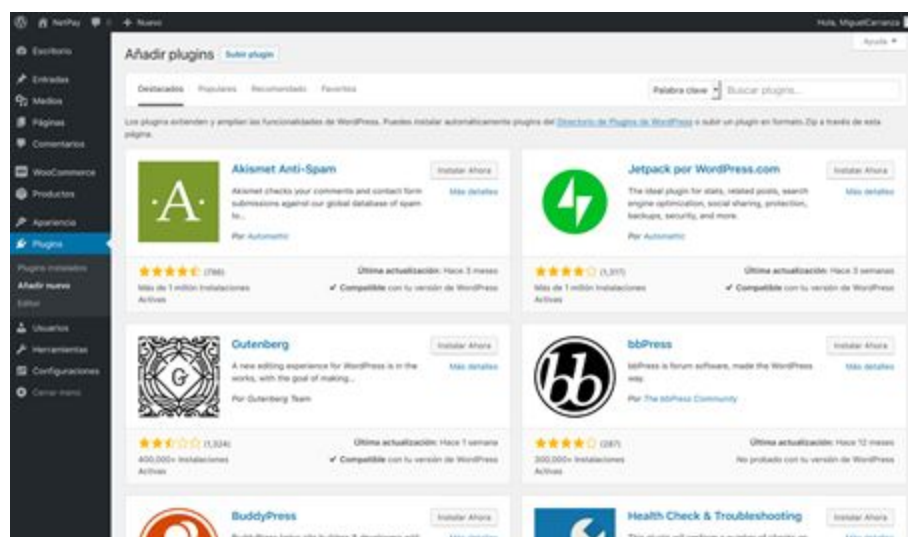 NetPay 0 + Nuevo
Hola, MiguelCarranza
Escritorio
Entradas
Medios
Páginas
Comentarios
WooCommerce
Productos
Apariencia
Plugins
Plugins instalados
Añadir nuevo
Editor
Usuarios
Herramientas
Configuraciones
Cerrar menú
Ayuda
Añadir plugins Subir plugin
Destacados Populares Recomendado Favoritos
Palabra clave Buscar plugins...
Los plugins extienden y amplían las funcionalidades de WordPress. Puedes instalar automáticamente plugins del Directorio de Plugins de WordPress o subir un plugin en formato .Zip a través de esta
página.
·A·
Akismet Anti-Spam
Instalar Ahora
Más detalles
Akismet checks your comments and contact form
submissions against our global database of spam
to...
Por Automattic
(798)
Última actualización: Hace 3 meses
Más de 1 millón Instalaciones
Activas
✔ Compatible con tu versión de WordPress
Jetpack por WordPress.com
Instalar Ahora
Más detalles
The ideal plugin for stats, related posts, search
engine optimization, social sharing, protection,
backups, security, and more.
Por Automattic
(1,317)
Última actualización: Hace 3 semanas
Más de 1 millón Instalaciones
Activas
✔ Compatible con tu versión de WordPress
G
Gutenberg
Instalar Ahora
Más detalles
A new editing experience for WordPress is in the
works, with the goal of making...
Por Gutenberg Team
(1,324)
Última actualización: Hace 1 semana
400,000+ Instalaciones
Activas
✔ Compatible con tu versión de WordPress
bb
bbPress
Instalar Ahora
Más detalles
bbPress is forum software, made the WordPress
way.
Por The bbPress Community
(287)
Última actualización: Hace 12 meses
300,000+ Instalaciones
Activas
No probado con tu versión de WordPress
BuddyPress
Instalar Ahora
Health Check & Troubleshooting
Instalar Ahora